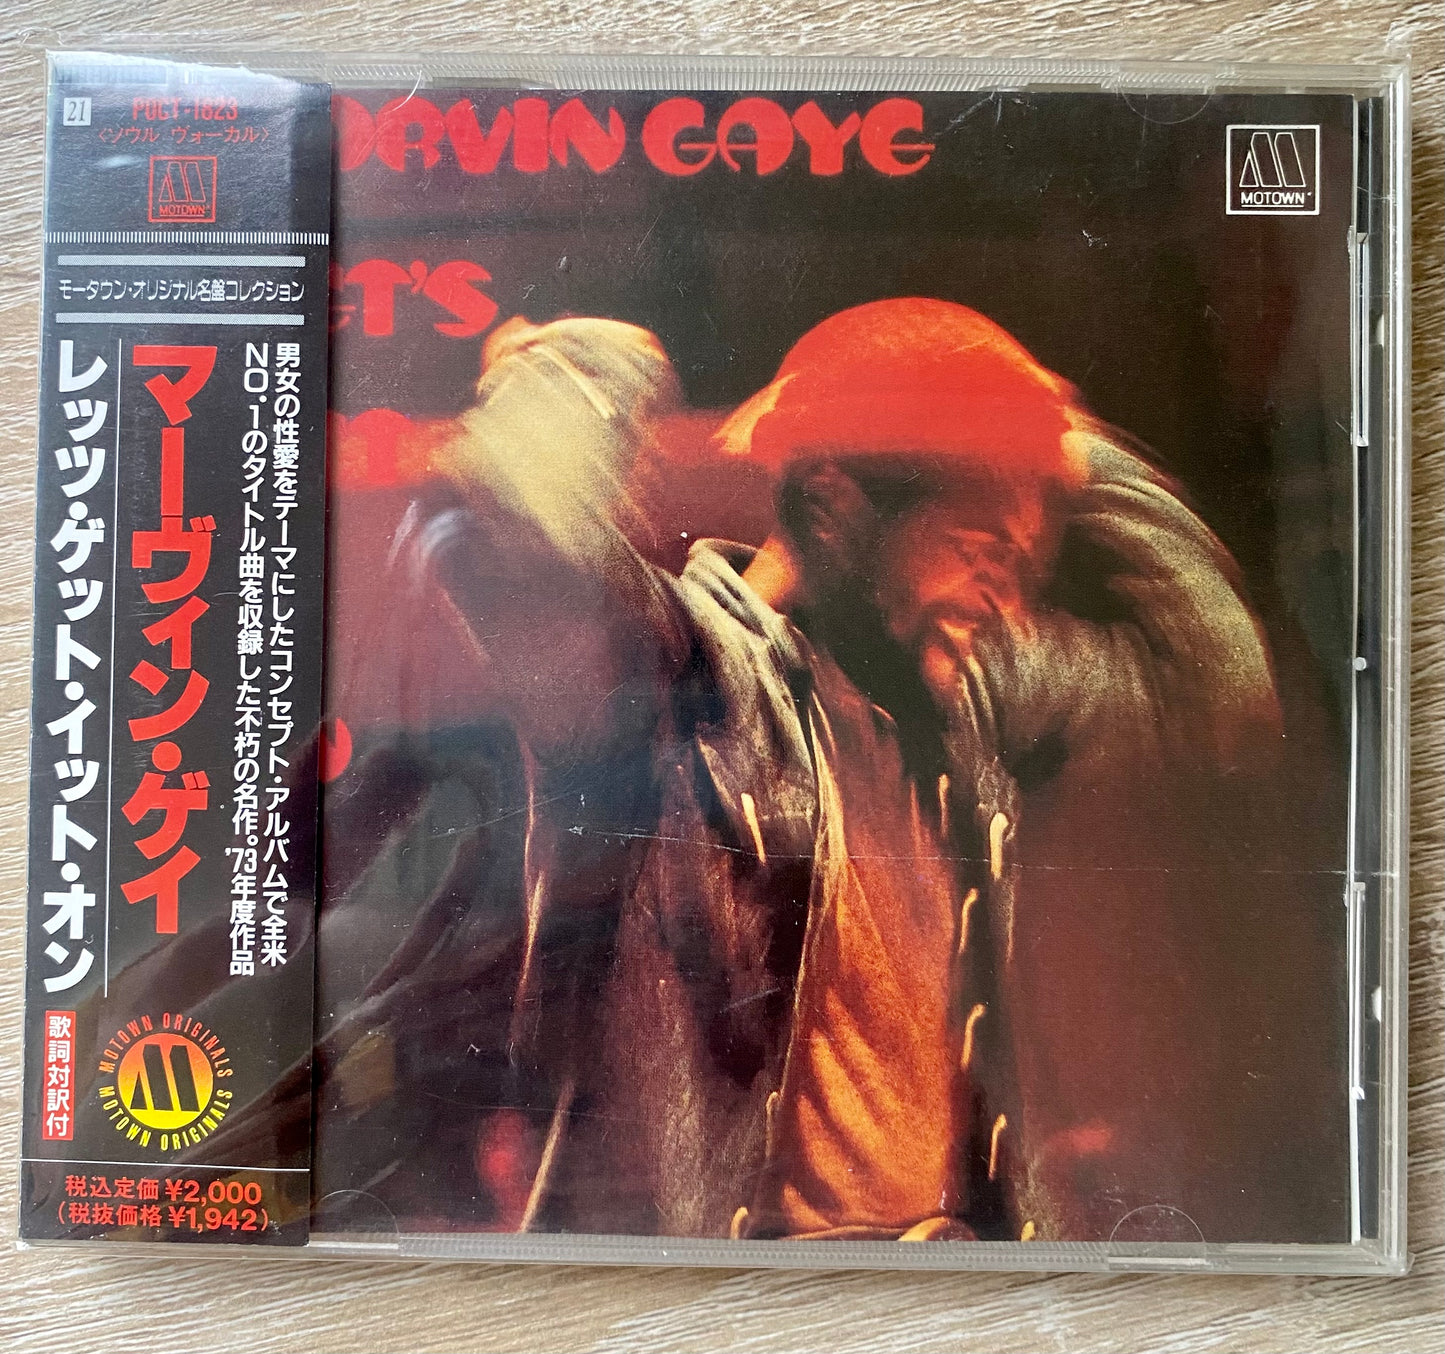 21
POCT-1823
〈ソウル ヴォーカル〉
MOTOWN
モータウン・オリジナル名盤コレクション
男女の性愛をテーマにしたコンセプト・アルバムで全米
NO.1のタイトル曲を収録した不朽の名作。'73年度作品
マーヴィン・ゲイ
レッツ・ゲット・イット・オン
歌詞対訳付
MOTOWN ORIGINALS
MOTOWN ORIGINALS
税込定価¥2,000
(税抜価格¥1,942)
ARVIN GAYE
ET'S
MOTOWN